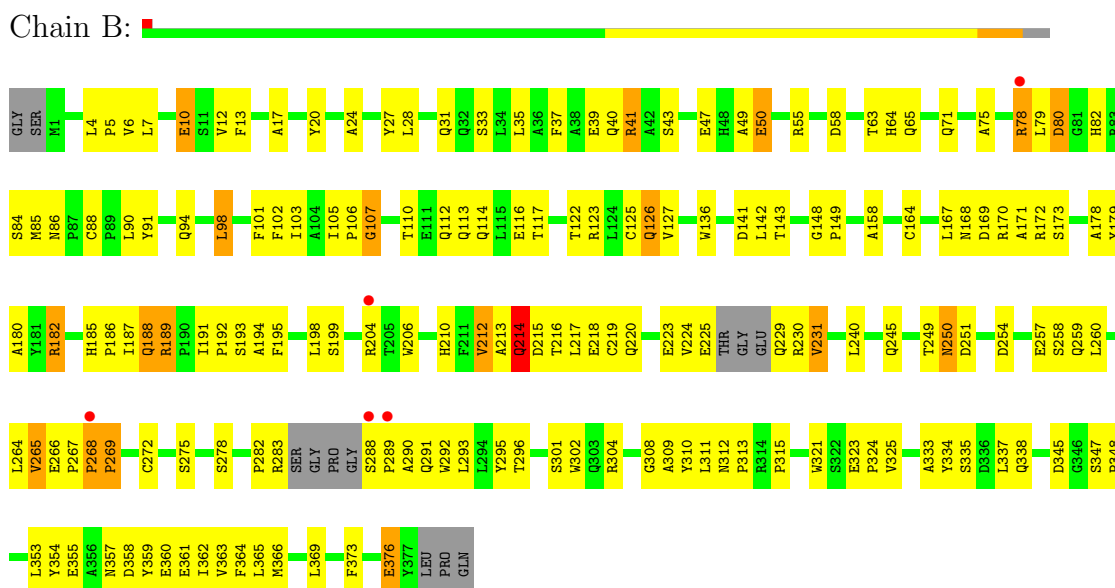 Chain B:
GLY SER M1 L4 P5 V6 L7 E10 S11 V12 F13 A17 Y20 A24 Y27 L28 Q31 Q32 S33 L34 L35 A36 F37 A38 E39 Q40 R41 A42 S43 E47 H48 A49 E50 R55 D58 T63 H64 Q65 Q71 A75 R78 L79 D80 G81 H82 R83
S84 M85 N86 P87 C88 P89 L90 Y91 Q94 L98 F101 F102 I103 A104 I105 P106 G107 T110 E111 Q112 Q113 Q114 L115 E116 T117 T122 R123 L124 C125 Q126 V127 W136 D141 L142 T143 G148 P149 A158 C164 L167 N168 D169 R170 A171 R172 S173 A178 Y179
A180 Y181 R182 H185 P186 I187 Q188 R189 P190 I191 P192 S193 A194 F195 L198 S199 R204 T205 W206 H210 F211 V212 A213 Q214 D215 T216 L217 E218 C219 Q220 E223 V224 E225 THR GLY GLU Q229 R230 V231 L240 Q245 T249 N250 D251 D254 E257 S258 Q259 L260
L264 V265 E266 P267 P268 P269 C272 S275 S278 P282 R283 SER GLY PRO GLY S288 P289 A290 Q291 W292 L293 L294 Y295 T296 S301 W302 Q303 R304 G308 A309 Y310 L311 N312 P313 R314 P315 W321 S322 E323 P324 V325 A333 Y334 S335 D336 L337 Q338 D345 G346 S347
L353 Y354 E355 A356 N357 D358 Y359 E360 E361 I362 V363 F364 L365 M366 L369 F373 E376 Y377 LEU PRO GLN